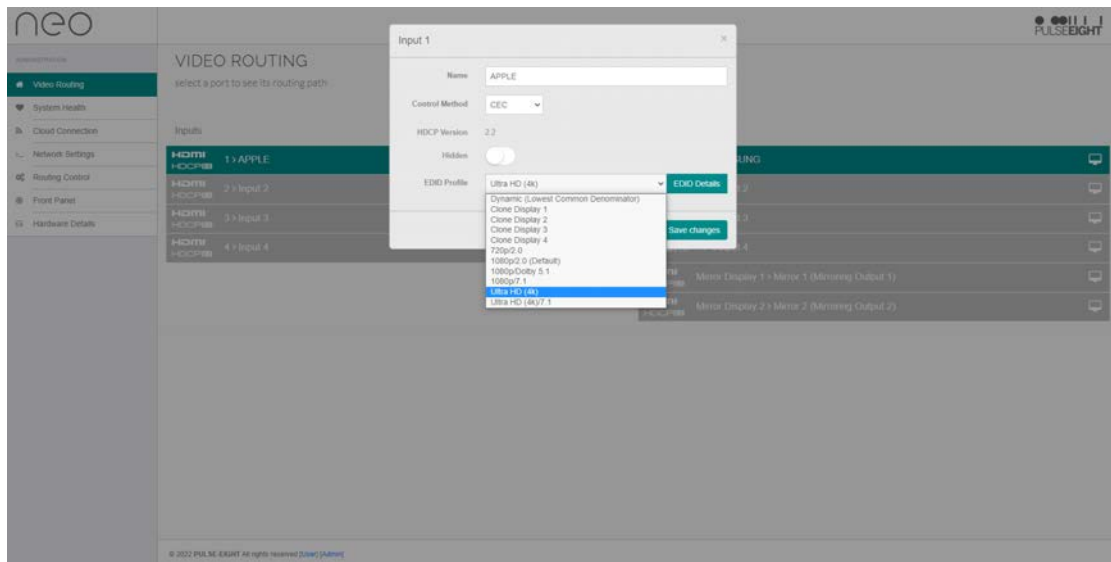 neo
PULSEEIGHT
ADMINISTRATION
Video Routing
System Health
Cloud Connection
Network Settings
Routing Control
Front Panel
Hardware Details
VIDEO ROUTING
select a port to see its routing path
Inputs
HDMI HDCP 1 > APPLE
HDMI HDCP 2 > Input 2
HDMI HDCP 3 > Input 3
HDMI HDCP 4 > Input 4
Input 1 ×
Name APPLE
Control Method CEC
HDCP Version 2.2
Hidden
EDID Profile Ultra HD (4k) EDID Details
Dynamic (Lowest Common Denominator)
Clone Display 1
Clone Display 2
Clone Display 3
Clone Display 4
720p/2.0
1080p/2.0 (Default)
1080p/Dolby 5.1
1080p/7.1
Ultra HD (4k)
Ultra HD (4k)/7.1
Save changes
Mirror Display 1 > Mirror 1 (Mirroring Output 1)
HDCP Mirror Display 2 > Mirror 2 (Mirroring Output 2)
© 2022 PULSE-EIGHT All rights reserved [User] [Admin]